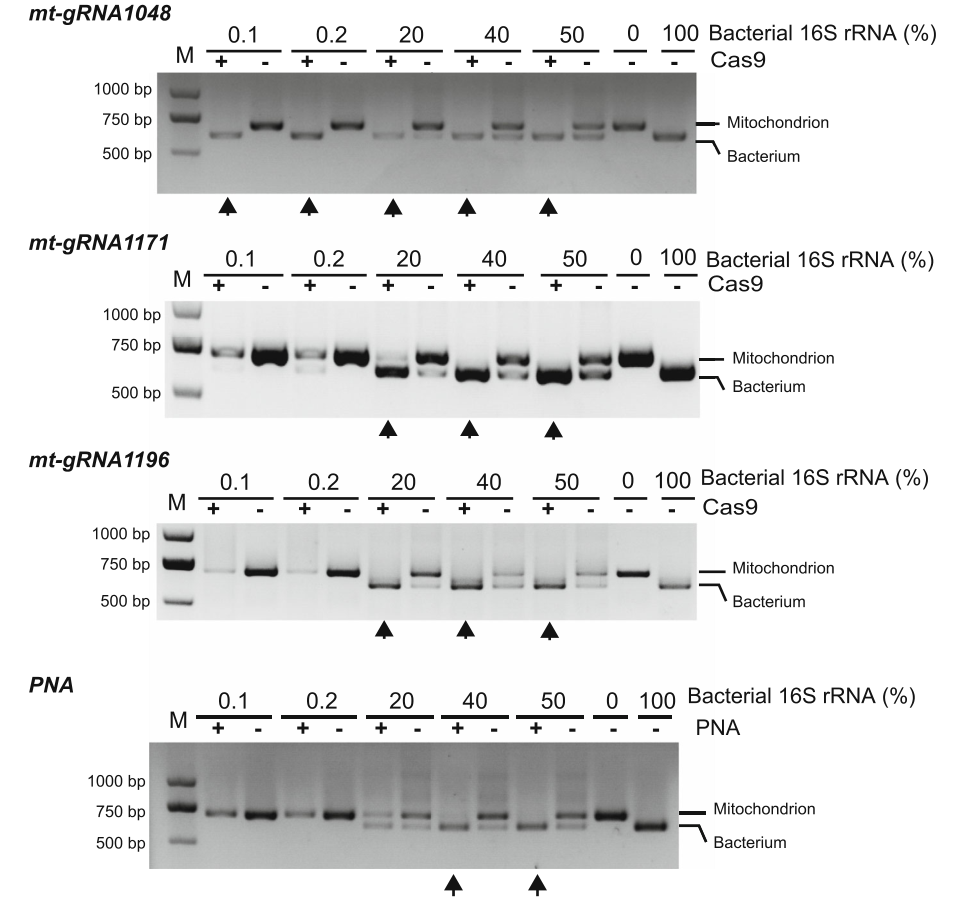 mt-gRNA1048
0.1 0.2 20 40 50 0 100 Bacterial 16S rRNA (%)
M + - + - + - + - + - - - Cas9
1000 bp
750 bp
Mitochondrion
500 bp
Bacterium
mt-gRNA1171
0.1 0.2 20 40 50 0 100 Bacterial 16S rRNA (%)
M + - + - + - + - + - - - Cas9
1000 bp
750 bp
Mitochondrion
Bacterium
500 bp
mt-gRNA1196
0.1 0.2 20 40 50 0 100 Bacterial 16S rRNA (%)
M + - + - + - + - + - - - Cas9
1000 bp
750 bp
Mitochondrion
500 bp
Bacterium
PNA
0.1 0.2 20 40 50 0 100 Bacterial 16S rRNA (%)
M + - + - + - + - + - - - PNA
1000 bp
750 bp
Mitochondrion
500 bp
Bacterium